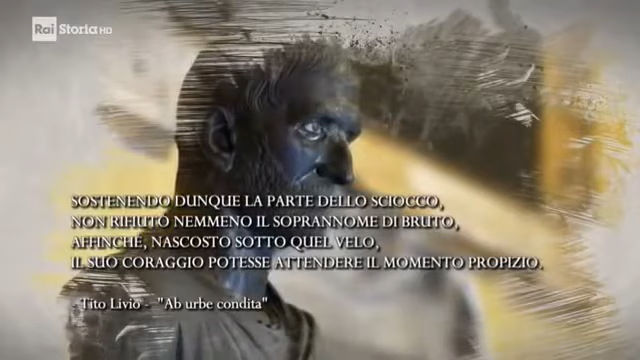 Rai Storia HD
SOSTENENDO DUNQUE LA PARTE DELLO SCIOCCO,
NON RIFIUTÒ NEMMENO IL SOPRANNOME DI BRUTO,
AFFINCHÉ, NASCOSTO SOTTO QUEL VELO,
IL SUO CORAGGIO POTESSE ATTENDERE IL MOMENTO PROPIZIO.
- Tito Livio - "Ab urbe condita"